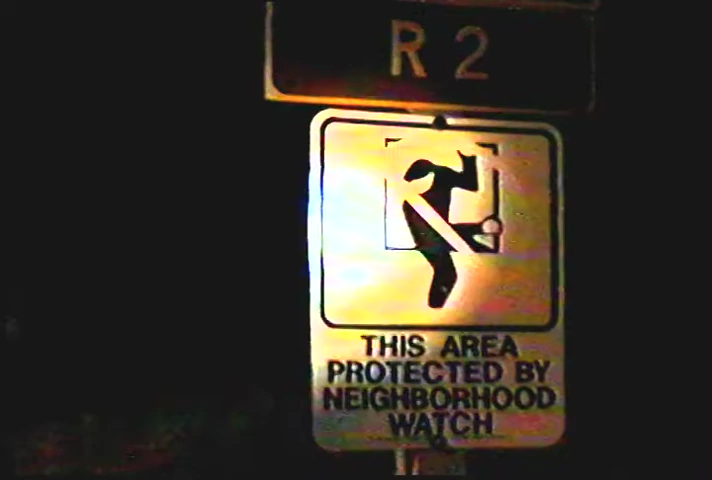 R 2
THIS AREA
PROTECTED BY
NEIGHBORHOOD
WATCH